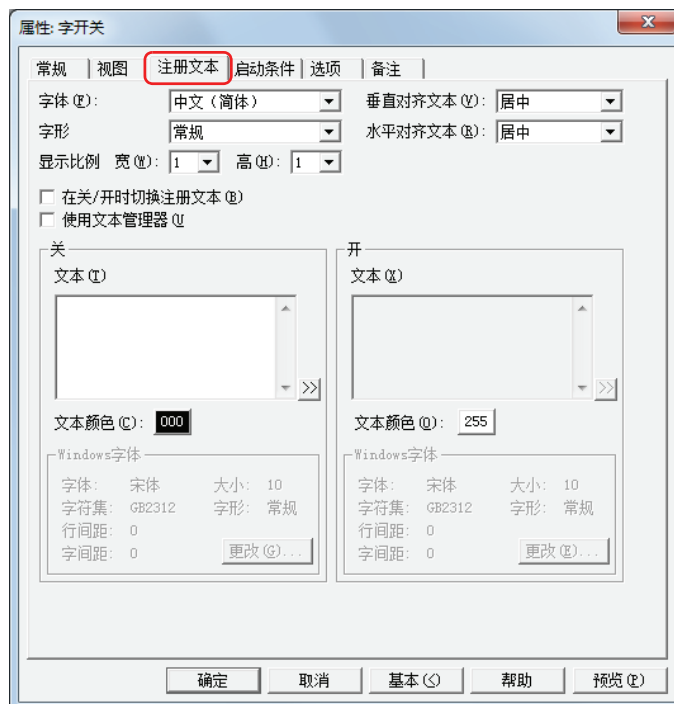 属性: 字开关
常规 视图 注册文本 启动条件 选项 备注
字体(F): 中文（简体） 垂直对齐文本(V): 居中
字形 常规 水平对齐文本(R): 居中
显示比例 宽(W): 1 高(H): 1
在关/开时切换注册文本(B)
使用文本管理器(U
关
文本(T)
>>
文本颜色(C): 000
Windows字体
字体: 宋体 大小: 10
字符集: GB2312 字形: 常规
行间距: 0
字间距: 0 更改(G)...
开
文本(X)
>>
文本颜色(O): 255
Windows字体
字体: 宋体 大小: 10
字符集: GB2312 字形: 常规
行间距: 0
字间距: 0 更改(E)...
确定 取消 基本(<) 帮助 预览(P)